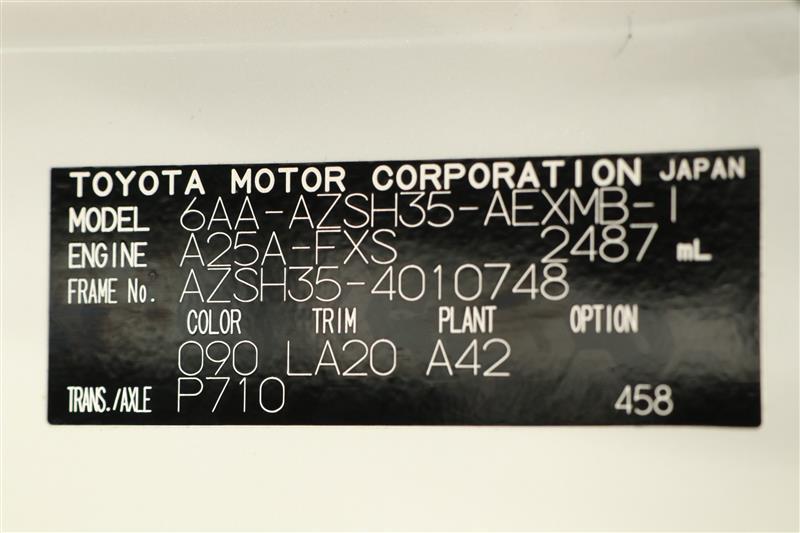 TOYOTA MOTOR CORPORATION JAPAN
MODEL 6AA-AZSH35-AEXMB-I
ENGINE A25A-FXS 2487 mL
FRAME No. AZSH35-4010748
COLOR TRIM PLANT OPTION
090 LA20 A42
TRANS./AXLE P710 458